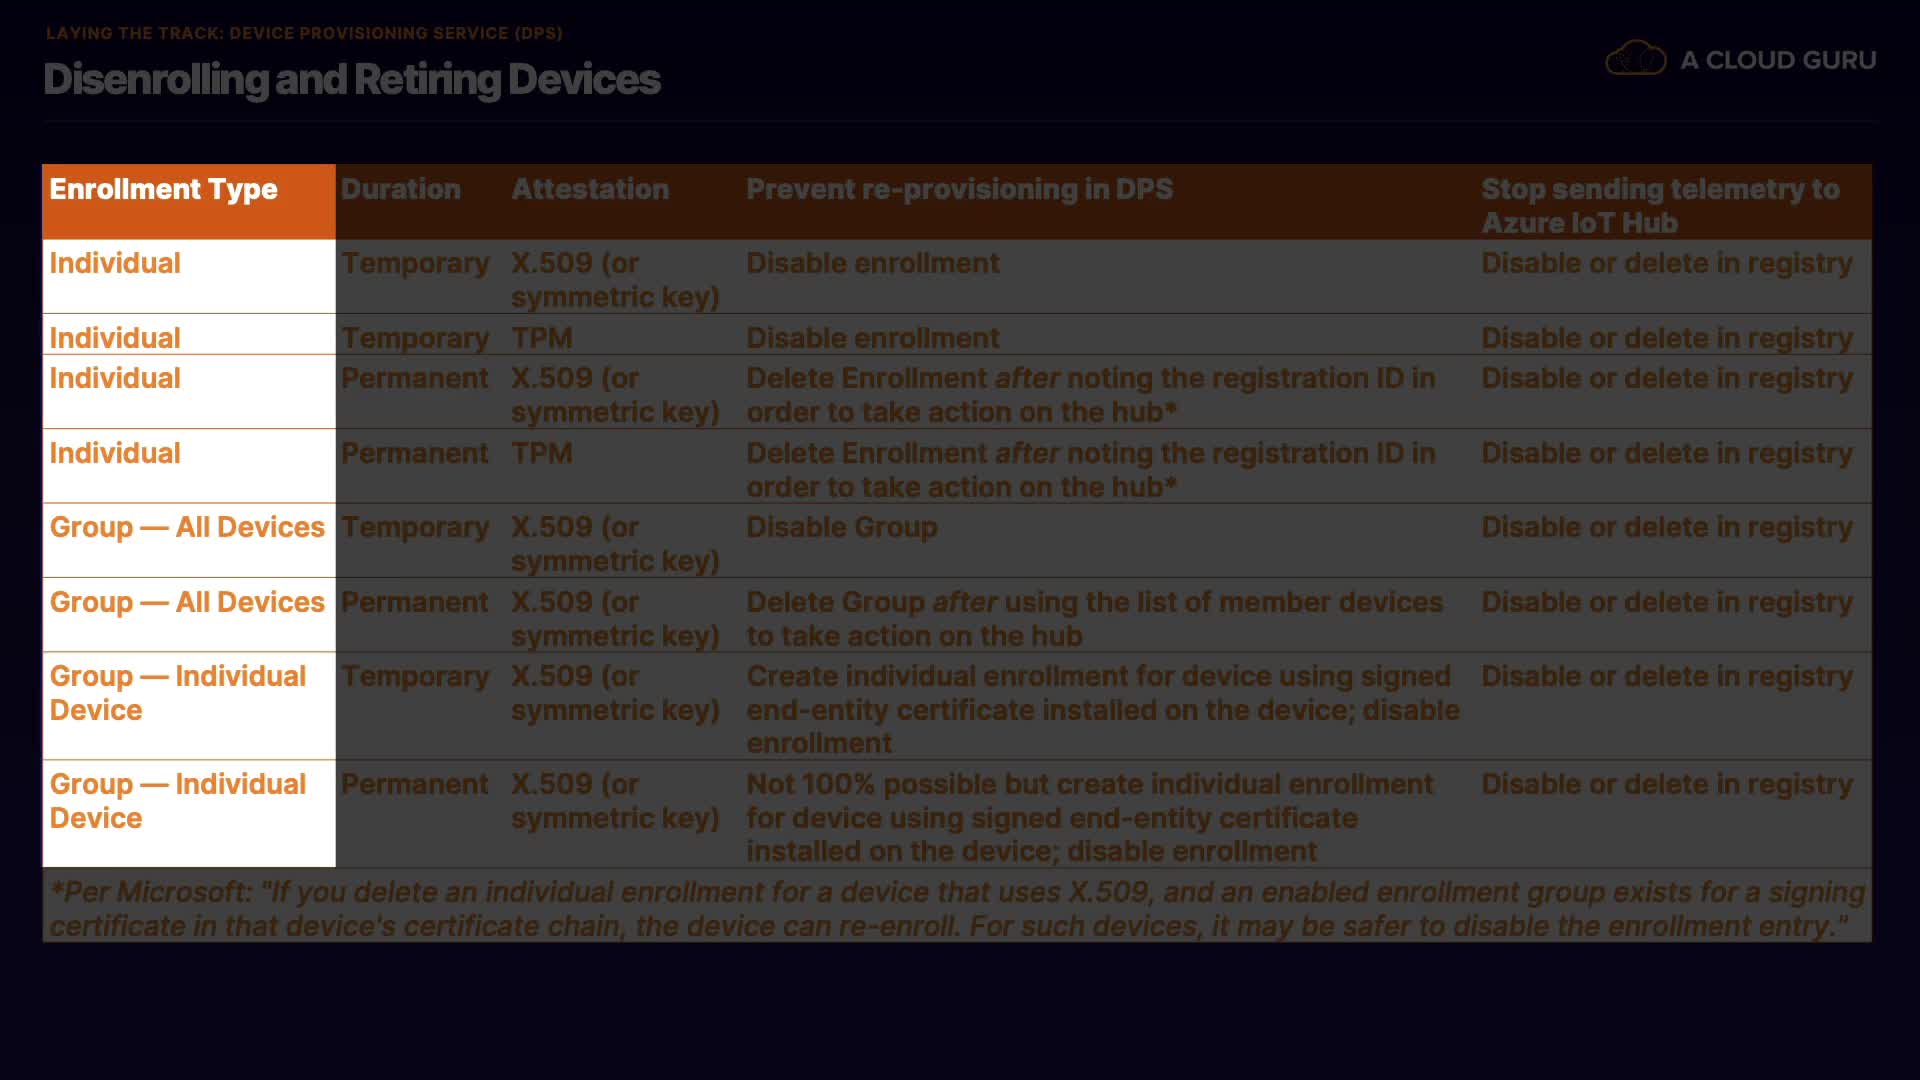 LAYING THE TRACK: DEVICE PROVISIONING SERVICE (DPS)
Disenrolling and Retiring Devices
A CLOUD GURU
Enrollment Type Duration Attestation Prevent re-provisioning in DPS Stop sending telemetry to
Azure IoT Hub
Individual Temporary X.509 (or Disable enrollment Disable or delete in registry
symmetric key)
Individual Temporary TPM Disable enrollment Disable or delete in registry
Individual Permanent X.509 (or Delete Enrollment after noting the registration ID in Disable or delete in registry
symmetric key) order to take action on the hub*
Individual Permanent TPM Delete Enrollment after noting the registration ID in Disable or delete in registry
order to take action on the hub*
Group — All Devices Temporary X.509 (or Disable Group Disable or delete in registry
symmetric key)
Group — All Devices Permanent X.509 (or Delete Group after using the list of member devices Disable or delete in registry
symmetric key) to take action on the hub
Group — Individual Temporary X.509 (or Create individual enrollment for device using signed Disable or delete in registry
Device symmetric key) end-entity certificate installed on the device; disable
enrollment
Group — Individual Permanent X.509 (or Not 100% possible but create individual enrollment Disable or delete in registry
Device symmetric key) for device using signed end-entity certificate
installed on the device; disable enrollment
*Per Microsoft: "If you delete an individual enrollment for a device that uses X.509, and an enabled enrollment group exists for a signing
certificate in that device's certificate chain, the device can re-enroll. For such devices, it may be safer to disable the enrollment entry."